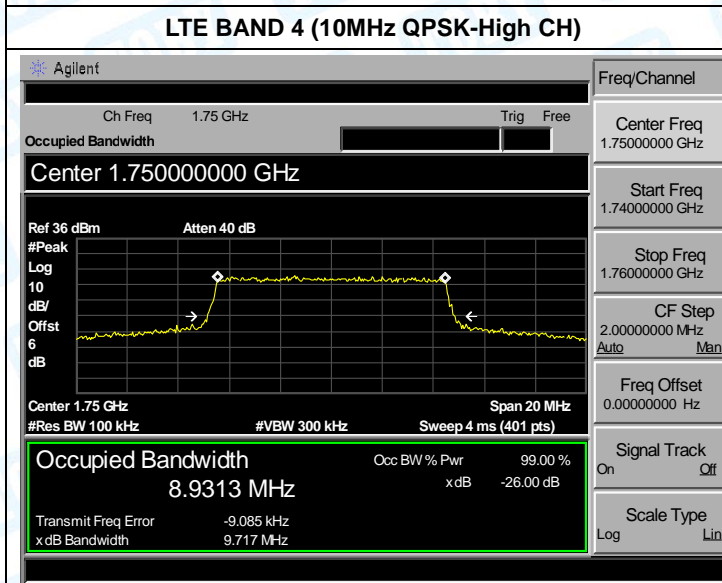 LTE BAND 4 (10MHz QPSK-High CH)
Agilent
Freq/Channel
Ch Freq 1.75 GHz Trig Free
Occupied Bandwidth
Center 1.750000000 GHz
Ref 36 dBm Atten 40 dB
#Peak
Log
10
dB/
Offst
6
dB
Center 1.75 GHz Span 20 MHz
#Res BW 100 kHz #VBW 300 kHz Sweep 4 ms (401 pts)
Occupied Bandwidth Occ BW % Pwr 99.00 %
8.9313 MHz x dB -26.00 dB
Transmit Freq Error -9.085 kHz
x dB Bandwidth 9.717 MHz
Center Freq
1.75000000 GHz
Start Freq
1.74000000 GHz
Stop Freq
1.76000000 GHz
CF Step
2.00000000 MHz
Auto Man
Freq Offset
0.00000000 Hz
Signal Track
On Off
Scale Type
Log Lin